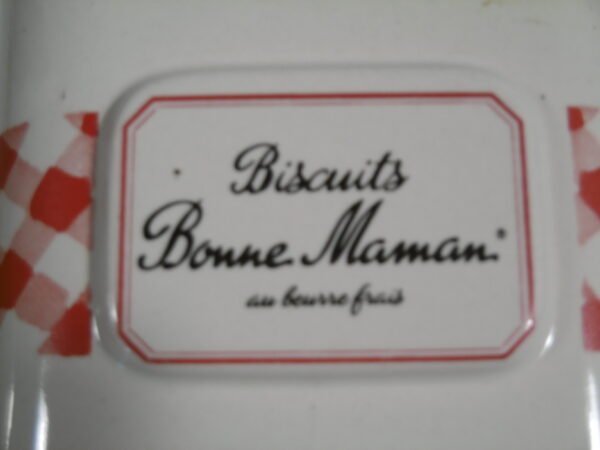 Biscuits
Bonne Maman
au beurre frais